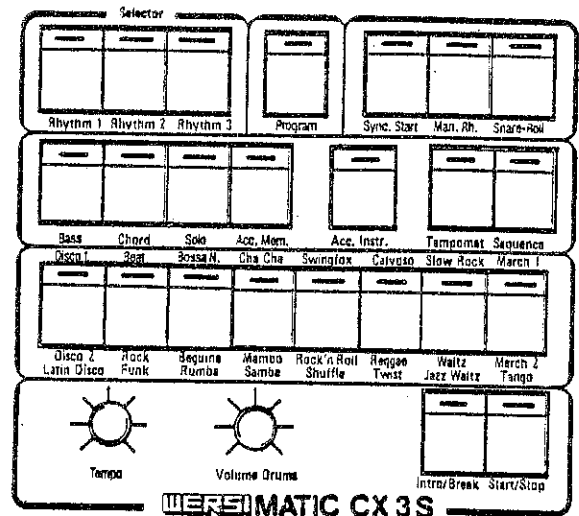 Selector
Rhythm 1 Rhythm 2 Rhythm 3 Program Sync. Start Man. Rh. Snare-Roll
Bass Chord Solo Acc. Mem. Acc. Instr. Tempomat Sequence
Disco 1 Beat Bossa N. Cha Cha Swingfox Calypso Slow Rock March 1
Disco 2 Rock Beguine Mambo Rock'n Roll Reggae Waltz March 2
Latin Disco Funk Rumba Samba Shuffle Twist Jazz Waltz Tango
Tempo Volume Drums Intro/Break Start/Stop
WERSIMATIC CX 3 S